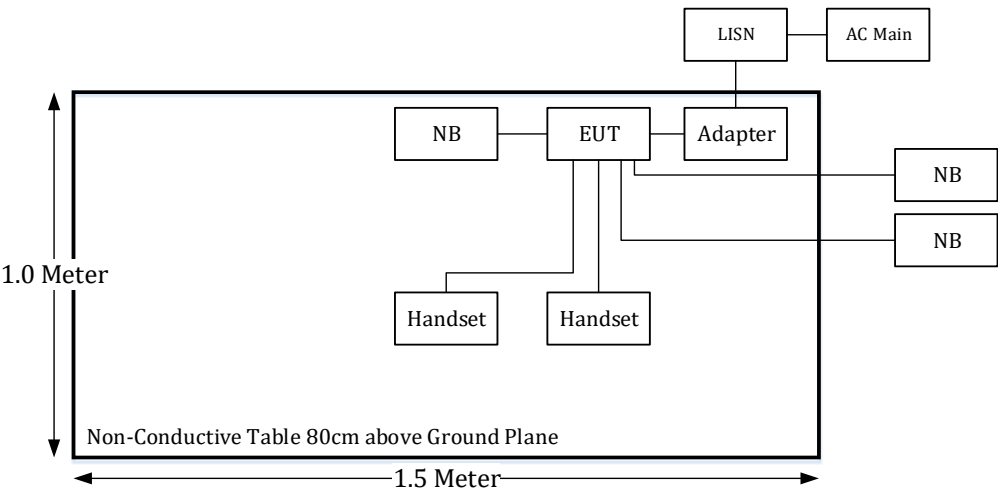 LISN
AC Main
NB
EUT
Adapter
NB
NB
1.0 Meter
Handset
Handset
Non-Conductive Table 80cm above Ground Plane
1.5 Meter